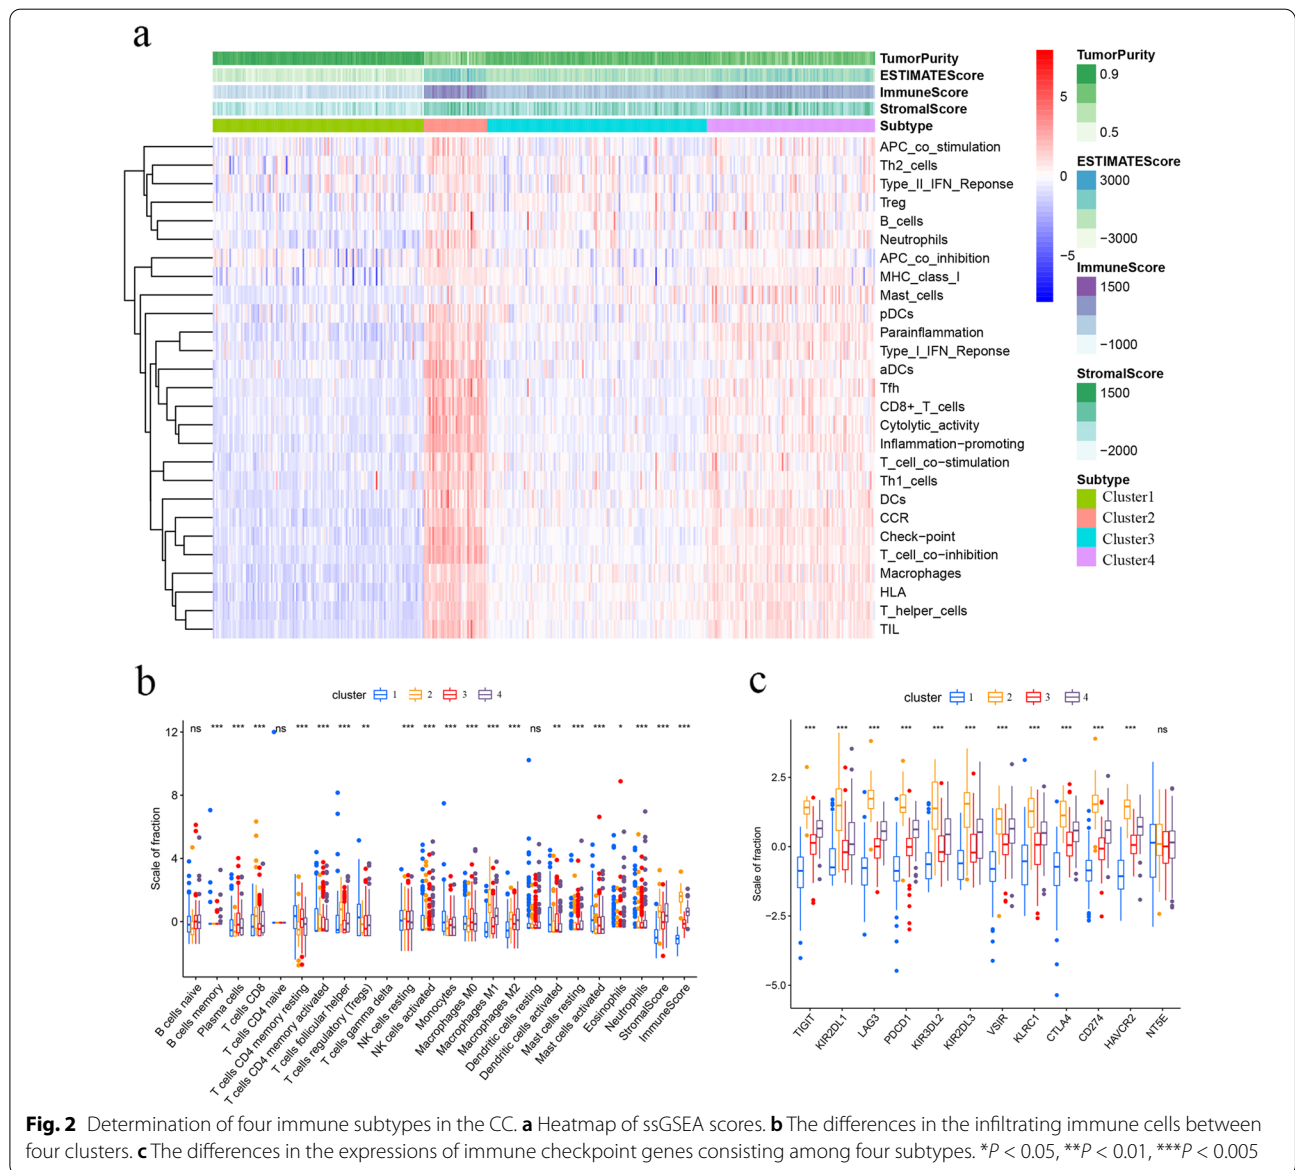 a
TumorPurity
ESTIMATEScore
ImmuneScore
StromalScore
Subtype
APC_co_stimulation
Th2_cells
Type_II_IFN_Reponse
Treg
B_cells
Neutrophils
APC_co_inhibition
MHC_class_I
Mast_cells
pDCs
Parainflammation
Type_I_IFN_Reponse
aDCs
Tfh
CD8+_T_cells
Cytolytic_activity
Inflammation−promoting
T_cell_co−stimulation
Th1_cells
DCs
CCR
Check−point
T_cell_co−inhibition
Macrophages
HLA
T_helper_cells
TIL
5
0
−5
TumorPurity
0.9
0.5
ESTIMATEScore
3000
−3000
ImmuneScore
1500
−1000
StromalScore
1500
−2000
Subtype
Cluster1
Cluster2
Cluster3
Cluster4
b
cluster 1 2 3 4
ns *** *** *** ns *** *** *** ** *** *** *** *** *** *** ns ** *** *** * *** *** ***
Scale of fraction
12
8
4
0
B cells naive
B cells memory
Plasma cells
T cells CD8
T cells CD4 naive
T cells CD4 memory resting
T cells CD4 memory activated
T cells follicular helper
T cells regulatory (Tregs)
T cells gamma delta
NK cells resting
NK cells activated
Monocytes
Macrophages M0
Macrophages M1
Macrophages M2
Dendritic cells resting
Dendritic cells activated
Mast cells resting
Mast cells activated
Eosinophils
Neutrophils
StromalScore
ImmuneScore
c
cluster 1 2 3 4
*** *** *** *** *** *** *** *** *** *** *** ns
Scale of fraction
2.5
0.0
−2.5
−5.0
TIGIT
KIR2DL1
LAG3
PDCD1
KIR3DL2
KIR2DL3
VSIR
KLRC1
CTLA4
CD274
HAVCR2
NT5E
Fig. 2 Determination of four immune subtypes in the CC. a Heatmap of ssGSEA scores. b The differences in the infiltrating immune cells between
four clusters. c The differences in the expressions of immune checkpoint genes consisting among four subtypes. *P < 0.05, **P < 0.01, ***P < 0.005